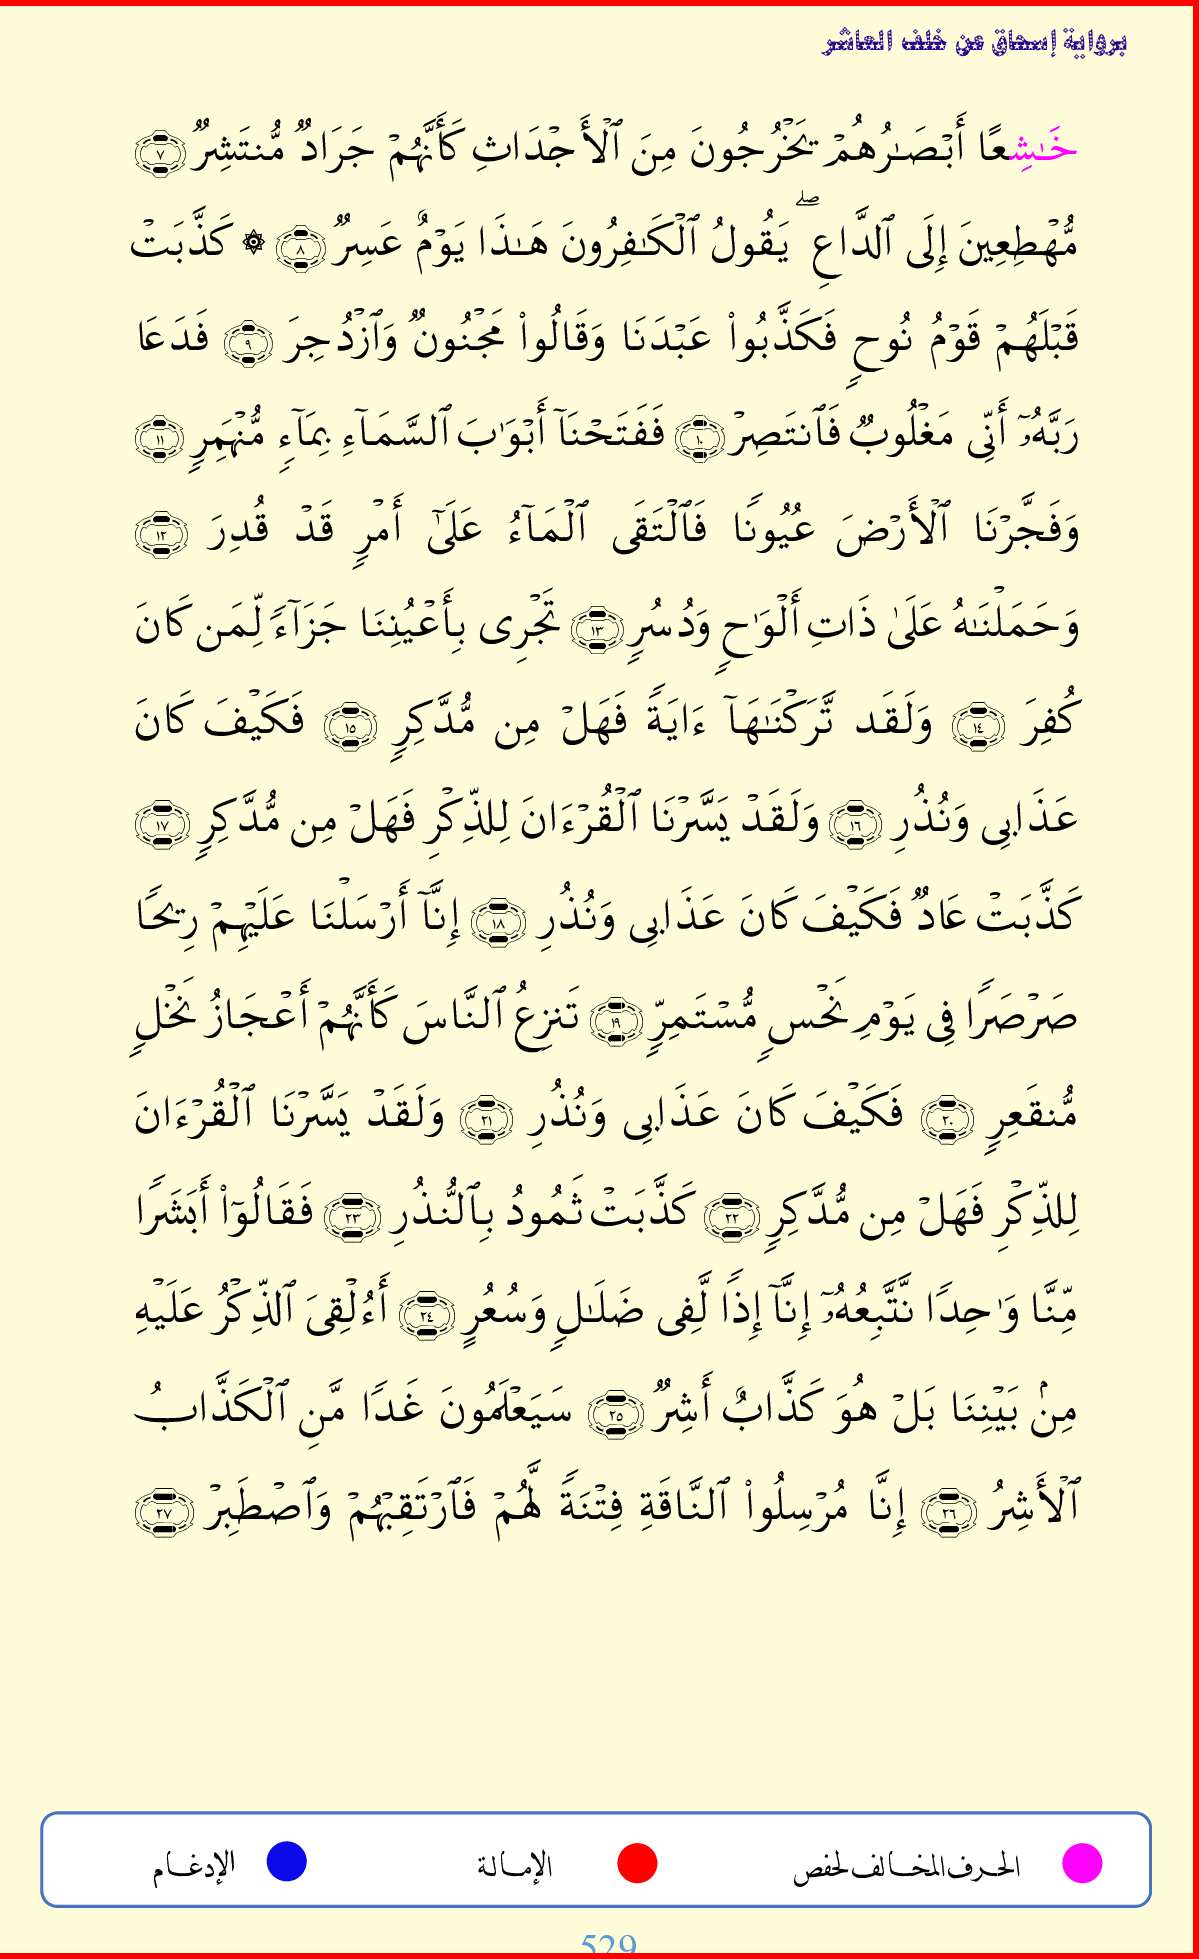 برواية إسحاق عن خلف العاشر
خَٰشِعًا أَبۡصَٰرُهُمۡ يَخۡرُجُونَ مِنَ ٱلۡأَجۡدَاثِ كَأَنَّهُمۡ جَرَادٞ مُّنتَشِرٞ ٧
مُّهۡطِعِينَ إِلَى ٱلدَّاعِۖ يَقُولُ ٱلۡكَٰفِرُونَ هَٰذَا يَوۡمٌ عَسِرٞ ٨ ۞ كَذَّبَتۡ
قَبۡلَهُمۡ قَوۡمُ نُوحٖ فَكَذَّبُواْ عَبۡدَنَا وَقَالُواْ مَجۡنُونٞ وَٱزۡدُجِرَ ٩ فَدَعَا
رَبَّهُۥٓ أَنِّي مَغۡلُوبٞ فَٱنتَصِرۡ ١٠ فَفَتَحۡنَآ أَبۡوَٰبَ ٱلسَّمَآءِ بِمَآءٖ مُّنۡهَمِرٖ ١١
وَفَجَّرۡنَا ٱلۡأَرۡضَ عُيُونٗا فَٱلۡتَقَى ٱلۡمَآءُ عَلَىٰٓ أَمۡرٖ قَدۡ قُدِرَ ١٢
وَحَمَلۡنَٰهُ عَلَىٰ ذَاتِ أَلۡوَٰحٖ وَدُسُرٖ ١٣ تَجۡرِي بِأَعۡيُنِنَا جَزَآءٗ لِّمَن كَانَ
كُفِرَ ١٤ وَلَقَد تَّرَكۡنَٰهَآ ءَايَةٗ فَهَلۡ مِن مُّدَّكِرٖ ١٥ فَكَيۡفَ كَانَ
عَذَابِي وَنُذُرِ ١٦ وَلَقَدۡ يَسَّرۡنَا ٱلۡقُرۡءَانَ لِلذِّكۡرِ فَهَلۡ مِن مُّدَّكِرٖ ١٧
كَذَّبَتۡ عَادٞ فَكَيۡفَ كَانَ عَذَابِي وَنُذُرِ ١٨ إِنَّآ أَرۡسَلۡنَا عَلَيۡهِمۡ رِيحٗا
صَرۡصَرٗا فِي يَوۡمِ نَحۡسٖ مُّسۡتَمِرّٖ ١٩ تَنزِعُ ٱلنَّاسَ كَأَنَّهُمۡ أَعۡجَازُ نَخۡلٖ
مُّنقَعِرٖ ٢٠ فَكَيۡفَ كَانَ عَذَابِي وَنُذُرِ ٢١ وَلَقَدۡ يَسَّرۡنَا ٱلۡقُرۡءَانَ
لِلذِّكۡرِ فَهَلۡ مِن مُّدَّكِرٖ ٢٢ كَذَّبَتۡ ثَمُودُ بِٱلنُّذُرِ ٢٣ فَقَالُوٓاْ أَبَشَرٗا
مِّنَّا وَٰحِدٗا نَّتَّبِعُهُۥٓ إِنَّآ إِذٗا لَّفِي ضَلَٰلٖ وَسُعُرٍ ٢٤ أَءُلۡقِيَ ٱلذِّكۡرُ عَلَيۡهِ
مِنۢ بَيۡنِنَا بَلۡ هُوَ كَذَّابٌ أَشِرٞ ٢٥ سَيَعۡلَمُونَ غَدٗا مَّنِ ٱلۡكَذَّابُ
ٱلۡأَشِرُ ٢٦ إِنَّا مُرۡسِلُواْ ٱلنَّاقَةِ فِتۡنَةٗ لَّهُمۡ فَٱرۡتَقِبۡهُمۡ وَٱصۡطَبِرۡ ٢٧
الحرف المخالف لحفص الإمالة الإدغام
529